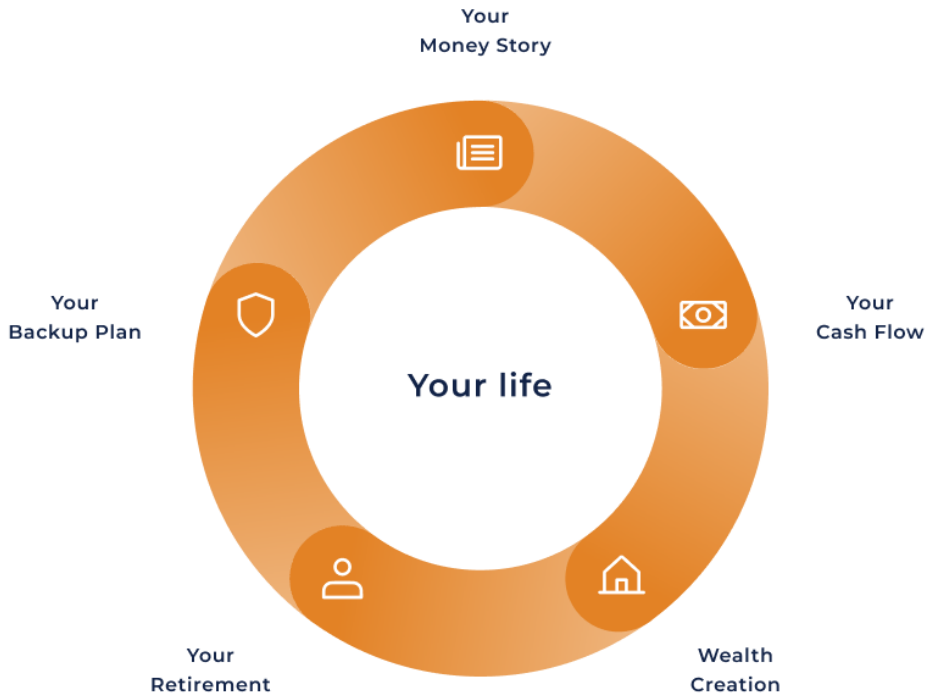 Your
Money Story
Your
Backup Plan
Your
Cash Flow
Your life
Your
Retirement
Wealth
Creation